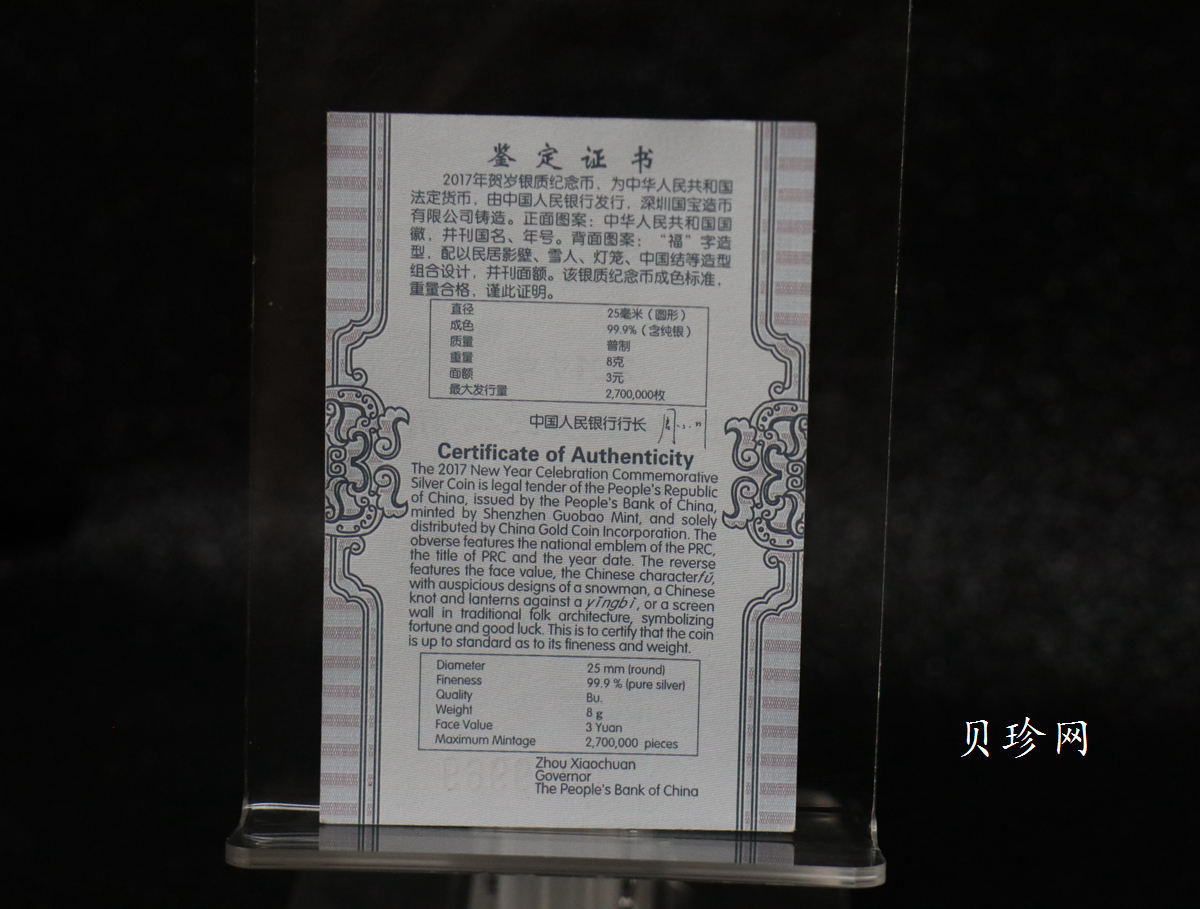 鉴定证书
2017年贺岁银质纪念币，为中华人民共和国
法定货币，由中国人民银行发行，深圳国宝造币
有限公司铸造。正面图案：中华人民共和国国
徽，并刊国名、年号。背面图案：“福”字造
型，配以民居影壁、雪人、灯笼、中国结等造型
组合设计，并刊面额。该银质纪念币成色标准，
重量合格，谨此证明。
直径 25毫米（圆形）
成色 99.9%（含纯银）
质量 普制
重量 8克
面额 3元
最大发行量 2,700,000枚
中国人民银行行长
Certificate of Authenticity
The 2017 New Year Celebration Commemorative
Silver Coin is legal tender of the People's Republic
of China, issued by the People's Bank of China,
minted by Shenzhen Guobao Mint, and solely
distributed by China Gold Coin Incorporation. The
obverse features the national emblem of the PRC,
the title of PRC and the year date. The reverse
features the face value, the Chinese character fú,
with auspicious designs of a snowman, a Chinese
knot and lanterns against a yǐngbì, or a screen
wall in traditional folk architecture, symbolizing
fortune and good luck. This is to certify that the coin
is up to standard as to its fineness and weight.
Diameter 25 mm (round)
Fineness 99.9 % (pure silver)
Quality Bu.
Weight 8 g
Face Value 3 Yuan
Maximum Mintage 2,700,000 pieces
Zhou Xiaochuan
Governor
The People's Bank of China
贝珍网